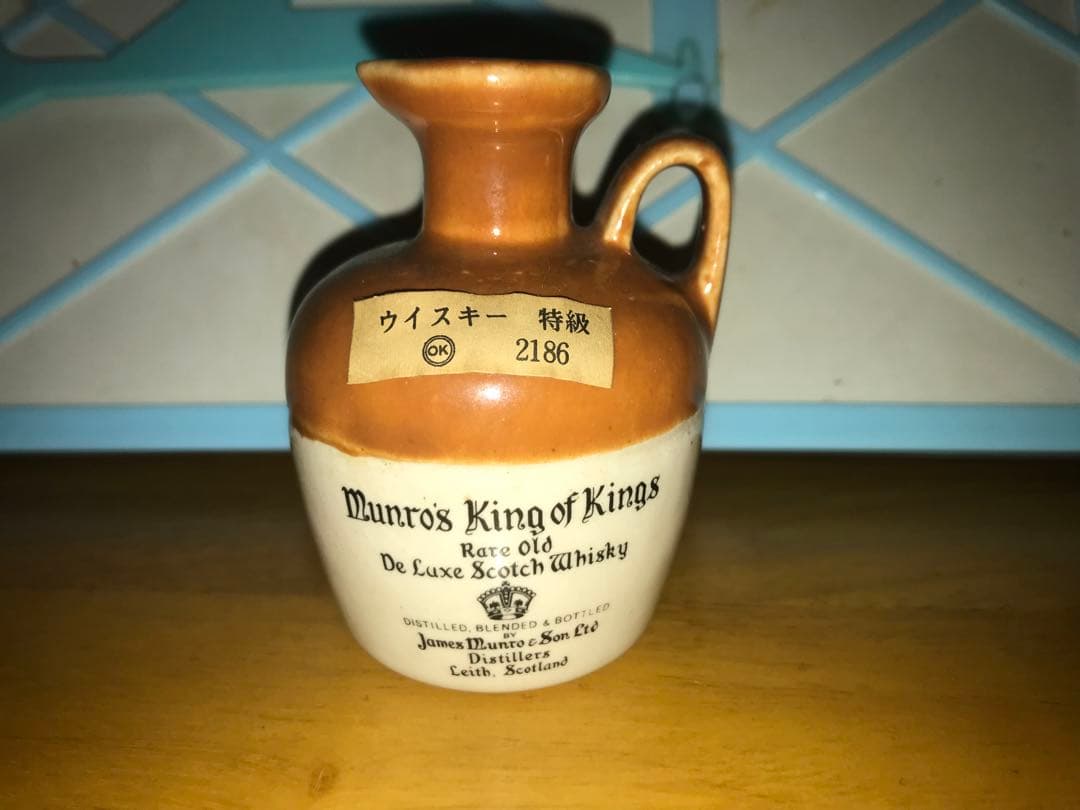 ウイスキー 特級
OK 2186
Munro's King of Kings
Rare Old
De Luxe Scotch Whisky
DISTILLED, BLENDED & BOTTLED
BY
James Munro & Son Ltd
Distillers
Leith, Scotland